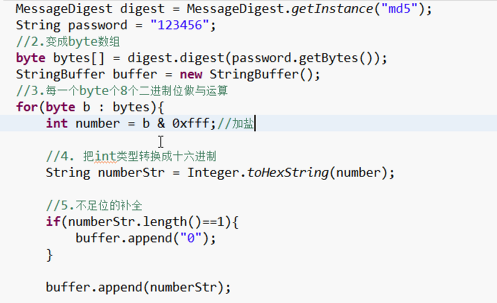 MessageDigest digest = MessageDigest.getInstance("md5");
String password = "123456";
//2.变成byte数组
byte bytes[] = digest.digest(password.getBytes());
StringBuffer buffer = new StringBuffer();
//3.每一个byte个8个二进制位做与运算
for(byte b : bytes){
int number = b & 0xfff;//加盐
//4. 把int类型转换成十六进制
String numberStr = Integer.toHexString(number);
//5.不足位的补全
if(numberStr.length()==1){
buffer.append("0");
}
buffer.append(numberStr);